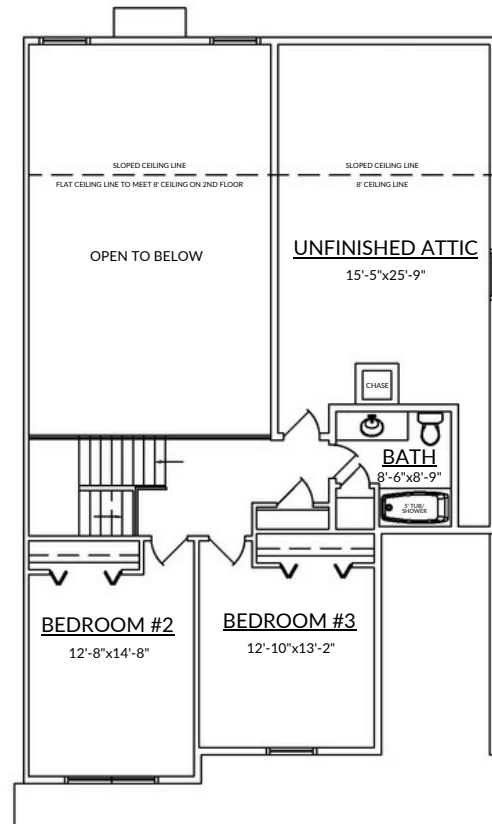 SLOPED CEILING LINE
FLAT CEILING LINE TO MEET 8' CEILING ON 2ND FLOOR
OPEN TO BELOW
SLOPED CEILING LINE
8' CEILING LINE
UNFINISHED ATTIC
15'-5"x25'-9"
CHASE
BATH
8'-6"x8'-9"
5' TUB/
SHOWER
BEDROOM #2
12'-8"x14'-8"
BEDROOM #3
12'-10"x13'-2"